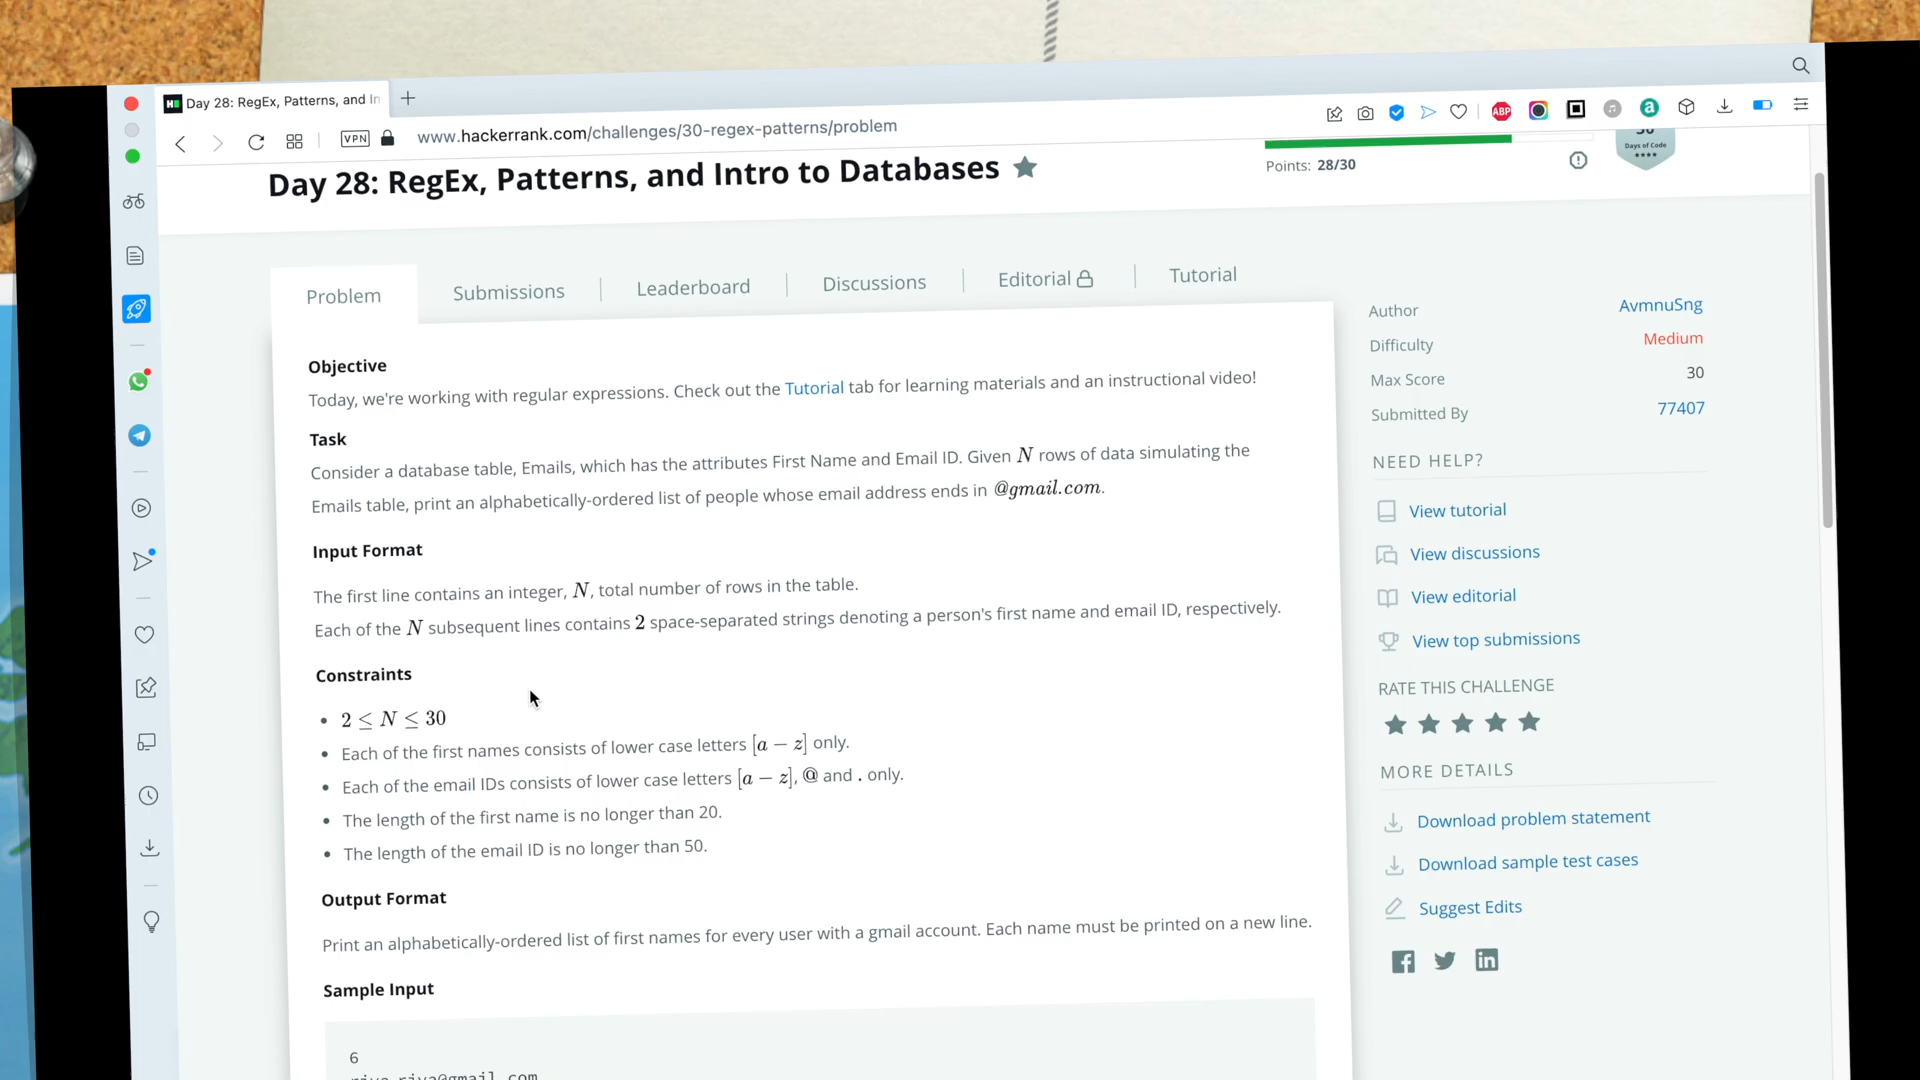 Day 28: RegEx, Patterns, and In
VPN
www.hackerrank.com/challenges/30-regex-patterns/problem
ABP
a
Day 28: RegEx, Patterns, and Intro to Databases
Points: 28/30
30
Days of Code
Problem
Submissions
Leaderboard
Discussions
Editorial
Tutorial
Objective
Today, we're working with regular expressions. Check out the Tutorial tab for learning materials and an instructional video!
Task
Consider a database table, Emails, which has the attributes First Name and Email ID. Given N rows of data simulating the
Emails table, print an alphabetically-ordered list of people whose email address ends in @gmail.com.
Input Format
The first line contains an integer, N, total number of rows in the table.
Each of the N subsequent lines contains 2 space-separated strings denoting a person's first name and email ID, respectively.
Constraints
• 2 ≤ N ≤ 30
• Each of the first names consists of lower case letters [a − z] only.
• Each of the email IDs consists of lower case letters [a − z], @ and . only.
• The length of the first name is no longer than 20.
• The length of the email ID is no longer than 50.
Output Format
Print an alphabetically-ordered list of first names for every user with a gmail account. Each name must be printed on a new line.
Sample Input
6
riya riya@gmail.com
Author AvmnuSng
Difficulty Medium
Max Score 30
Submitted By 77407
NEED HELP?
View tutorial
View discussions
View editorial
View top submissions
RATE THIS CHALLENGE
MORE DETAILS
Download problem statement
Download sample test cases
Suggest Edits